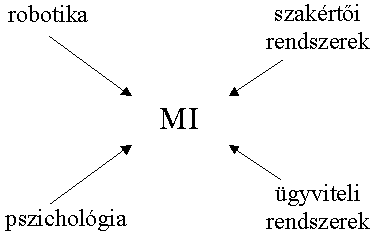 robotika
szakértői
rendszerek
MI
pszichológia
ügyviteli
rendszerek